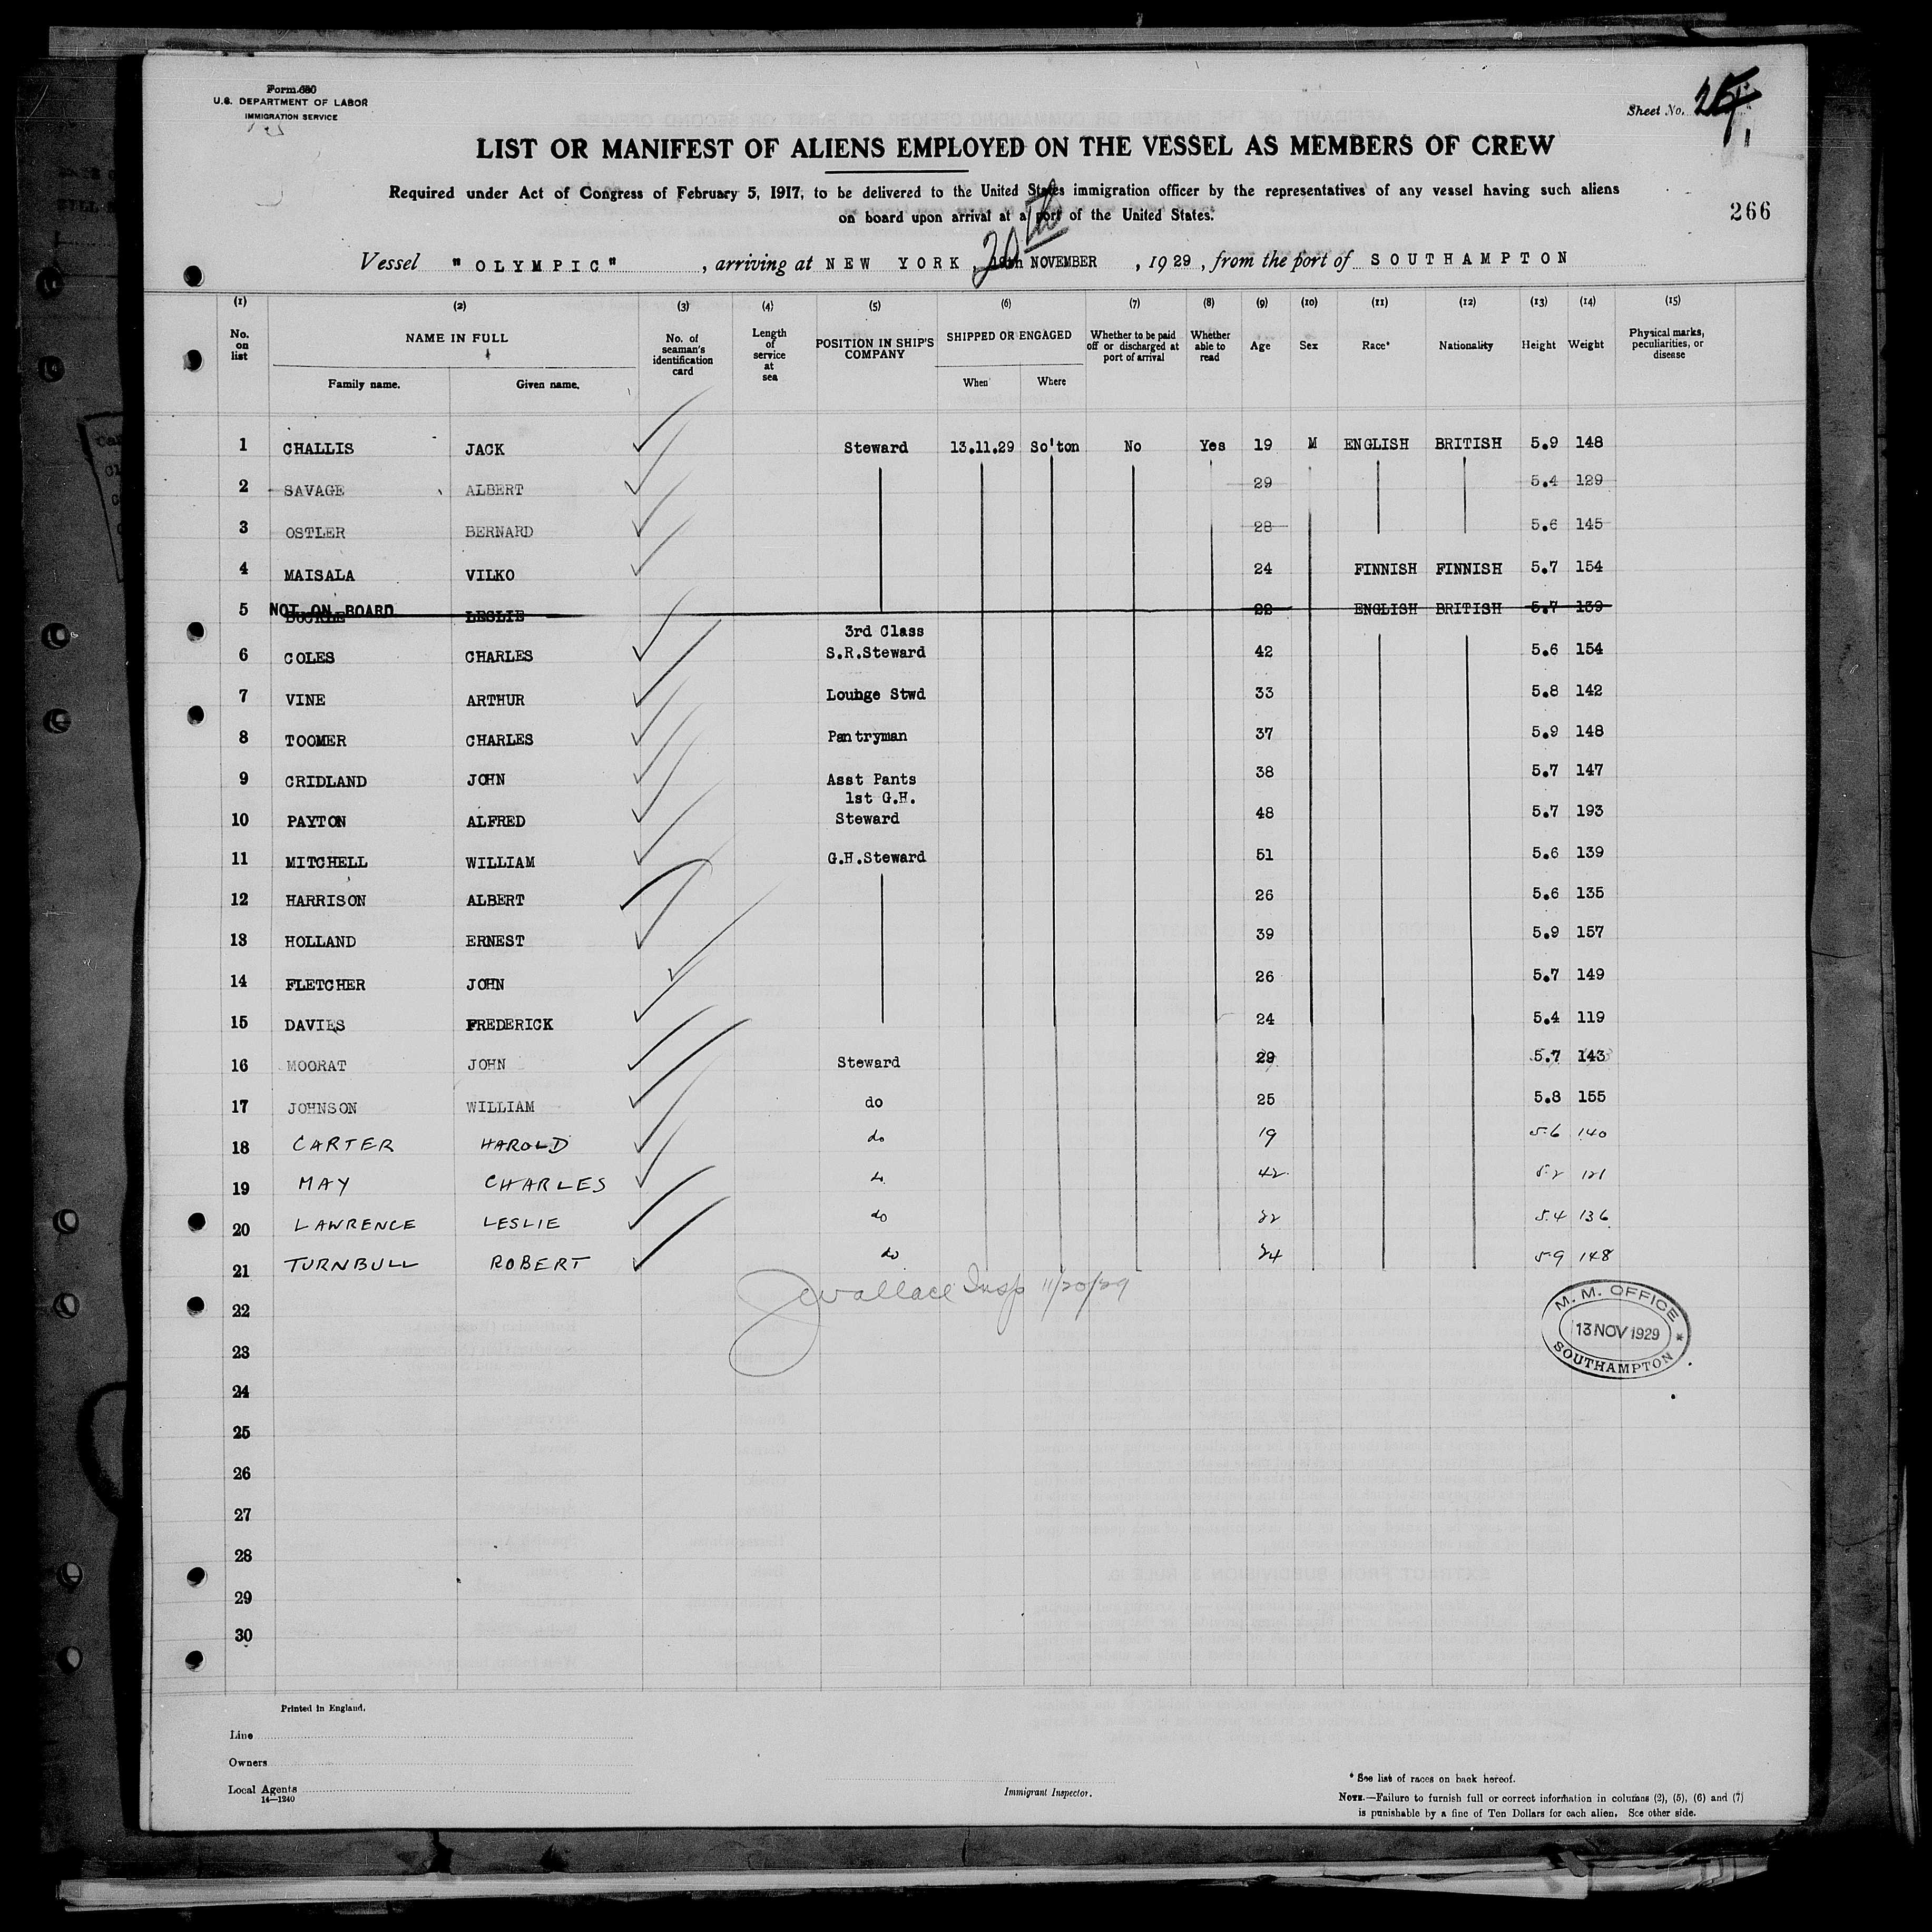 Form 680
U.S. DEPARTMENT OF LABOR
IMMIGRATION SERVICE
Sheet No.
LIST OR MANIFEST OF ALIENS EMPLOYED ON THE VESSEL AS MEMBERS OF CREW
Required under Act of Congress of February 5, 1917, to be delivered to the United States immigration officer by the representatives of any vessel having such aliens
on board upon arrival at a port of the United States.
266
Vessel "OLYMPIC", arriving at NEW YORK, 20th NOVEMBER, 1929, from the port of SOUTHAMPTON
(1) (2) (3) (4) (5) (6) (7) (8) (9) (10) (11) (12) (13) (14) (15)
No. on list NAME IN FULL Family name. Given name. No. of seaman's identification card Length of service at sea POSITION IN SHIP'S COMPANY SHIPPED OR ENGAGED When Where Whether to be paid off or discharged at port of arrival Whether able to read Age Sex Race* Nationality Height Weight Physical marks, peculiarities, or disease
1 CHALLIS JACK Steward 13.11.29 So'ton No Yes 19 M ENGLISH BRITISH 5.9 148
2 SAVAGE ALBERT 29 5.4 129
3 OSTLER BERNARD 28 5.6 145
4 MAISALA VILKO 24 FINNISH FINNISH 5.7 154
5 NOT ON BOARD BUCKLE LESLIE 22 ENGLISH BRITISH 5.7 139
6 COLES CHARLES 3rd Class S.R.Steward 42 5.6 154
7 VINE ARTHUR Lounge Stwd 33 5.8 142
8 TOOMER CHARLES Pantryman 37 5.9 148
9 CRIDLAND JOHN Asst Pants 38 5.7 147
10 PAYTON ALFRED 1st G.H. Steward 48 5.7 193
11 MITCHELL WILLIAM G.H.Steward 51 5.6 139
12 HARRISON ALBERT 26 5.6 135
13 HOLLAND ERNEST 39 5.9 157
14 FLETCHER JOHN 26 5.7 149
15 DAVIES FREDERICK 24 5.4 119
16 MOORAT JOHN Steward 29 5.7 143
17 JOHNSON WILLIAM do 25 5.8 155
18 CARTER HAROLD do 19 5.6 140
19 MAY CHARLES do 42 5.2 121
20 LAWRENCE LESLIE do 22 5.4 136
21 TURNBULL ROBERT do 24 5.9 148
22 JWallace Insp 11/20/29
M. M. OFFICE
13 NOV 1929
SOUTHAMPTON
23
24
25
26
27
28
29
30
Printed in England.
Line
Owners
Local Agents
14—1240
Immigrant Inspector.
* See list of races on back hereof.
NOTE.—Failure to furnish full or correct information in columns (2), (5), (6) and (7)
is punishable by a fine of Ten Dollars for each alien. See other side.